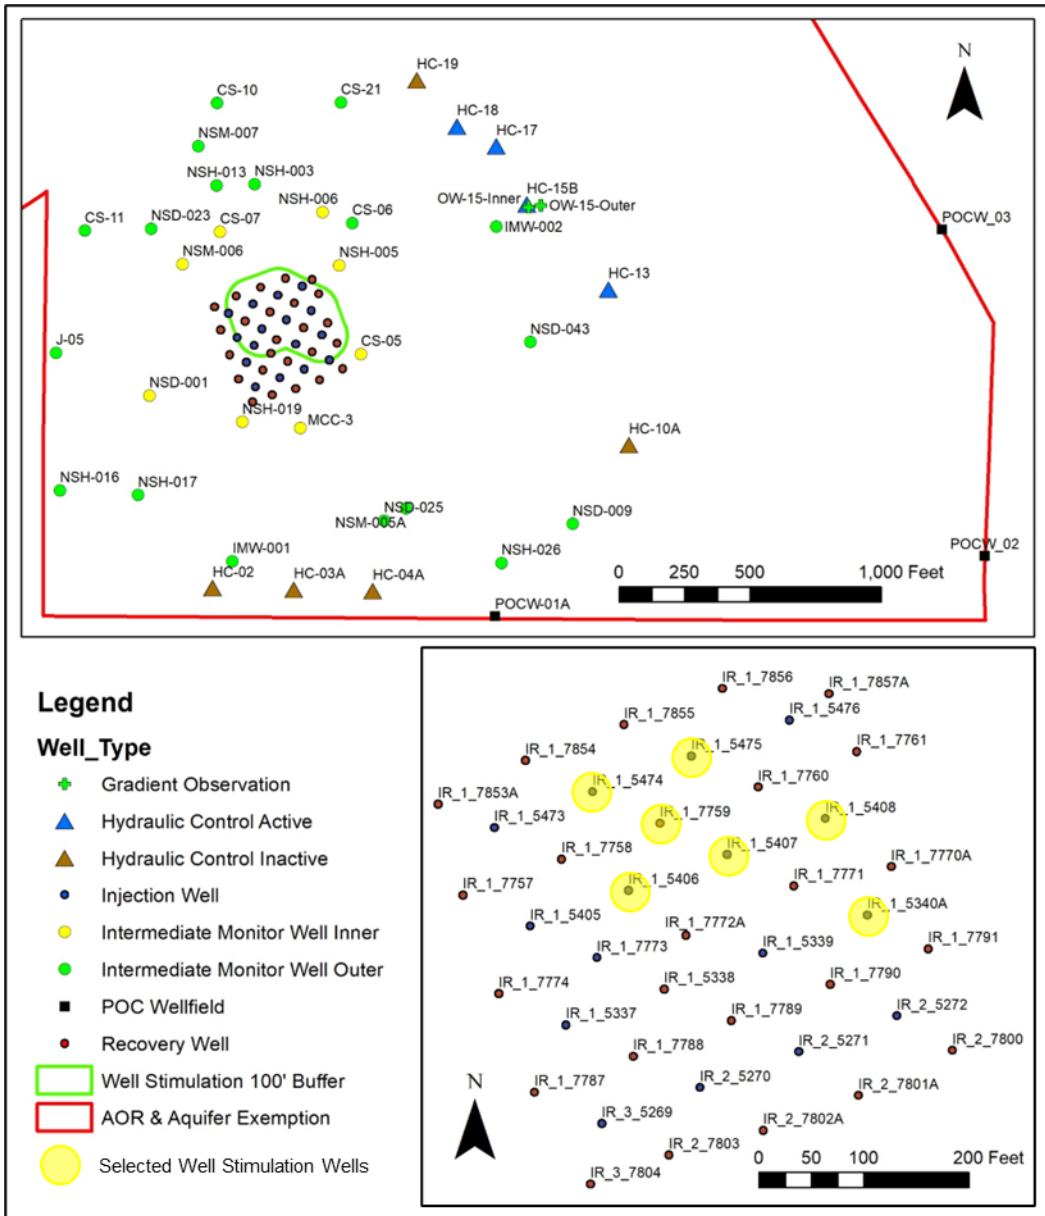 HC-19
CS-10
CS-21
HC-18
HC-17
NSM-007
NSH-013
NSH-003
HC-15B
OW-15-Inner
OW-15-Outer
NSH-006
CS-11
NSD-023
CS-07
CS-06
IMW-002
POCW_03
NSM-006
NSH-005
HC-13
J-05
CS-05
NSD-043
NSD-001
NSH-019
MCC-3
HC-10A
NSH-016
NSH-017
NSD-025
NSM-005A
NSD-009
IMW-001
NSH-026
POCW_02
HC-02
HC-03A
HC-04A
POCW-01A
N
0 250 500 1,000 Feet
Legend
Well_Type
Gradient Observation
Hydraulic Control Active
Hydraulic Control Inactive
Injection Well
Intermediate Monitor Well Inner
Intermediate Monitor Well Outer
POC Wellfield
Recovery Well
Well Stimulation 100' Buffer
AOR & Aquifer Exemption
Selected Well Stimulation Wells
IR_1_7856
IR_1_7857A
IR_1_5476
IR_1_7855
IR_1_5475
IR_1_7761
IR_1_7854
IR_1_5474
IR_1_7760
IR_1_7853A
IR_1_5473
IR_1_7759
IR_1_5408
IR_1_7758
IR_1_5407
IR_1_7770A
IR_1_7757
IR_1_5406
IR_1_7771
IR_1_5405
IR_1_7772A
IR_1_5340A
IR_1_7773
IR_1_5339
IR_1_7791
IR_1_7774
IR_1_5338
IR_1_7790
IR_1_5337
IR_1_7789
IR_2_5272
IR_1_7788
IR_2_5271
IR_2_7800
IR_1_7787
IR_2_5270
IR_2_7801A
IR_3_5269
IR_2_7802A
IR_2_7803
IR_3_7804
N
0 50 100 200 Feet